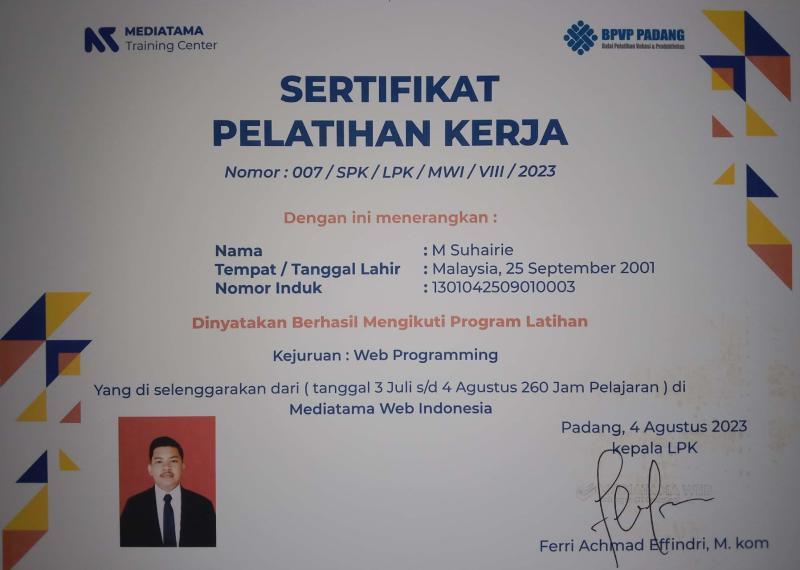 MEDIATAMA
Training Center
BPVP PADANG
Balai Pelatihan Vokasi & Produktivitas
SERTIFIKAT
PELATIHAN KERJA
Nomor : 007 / SPK / LPK / MWI / VIII / 2023
Dengan ini menerangkan :
Nama : M Suhairie
Tempat / Tanggal Lahir : Malaysia, 25 September 2001
Nomor Induk : 1301042509010003
Dinyatakan Berhasil Mengikuti Program Latihan
Kejuruan : Web Programming
Yang di selenggarakan dari ( tanggal 3 Juli s/d 4 Agustus 260 Jam Pelajaran ) di
Mediatama Web Indonesia
Padang, 4 Agustus 2023
kepala LPK
Ferri Achmad Effindri, M. kom